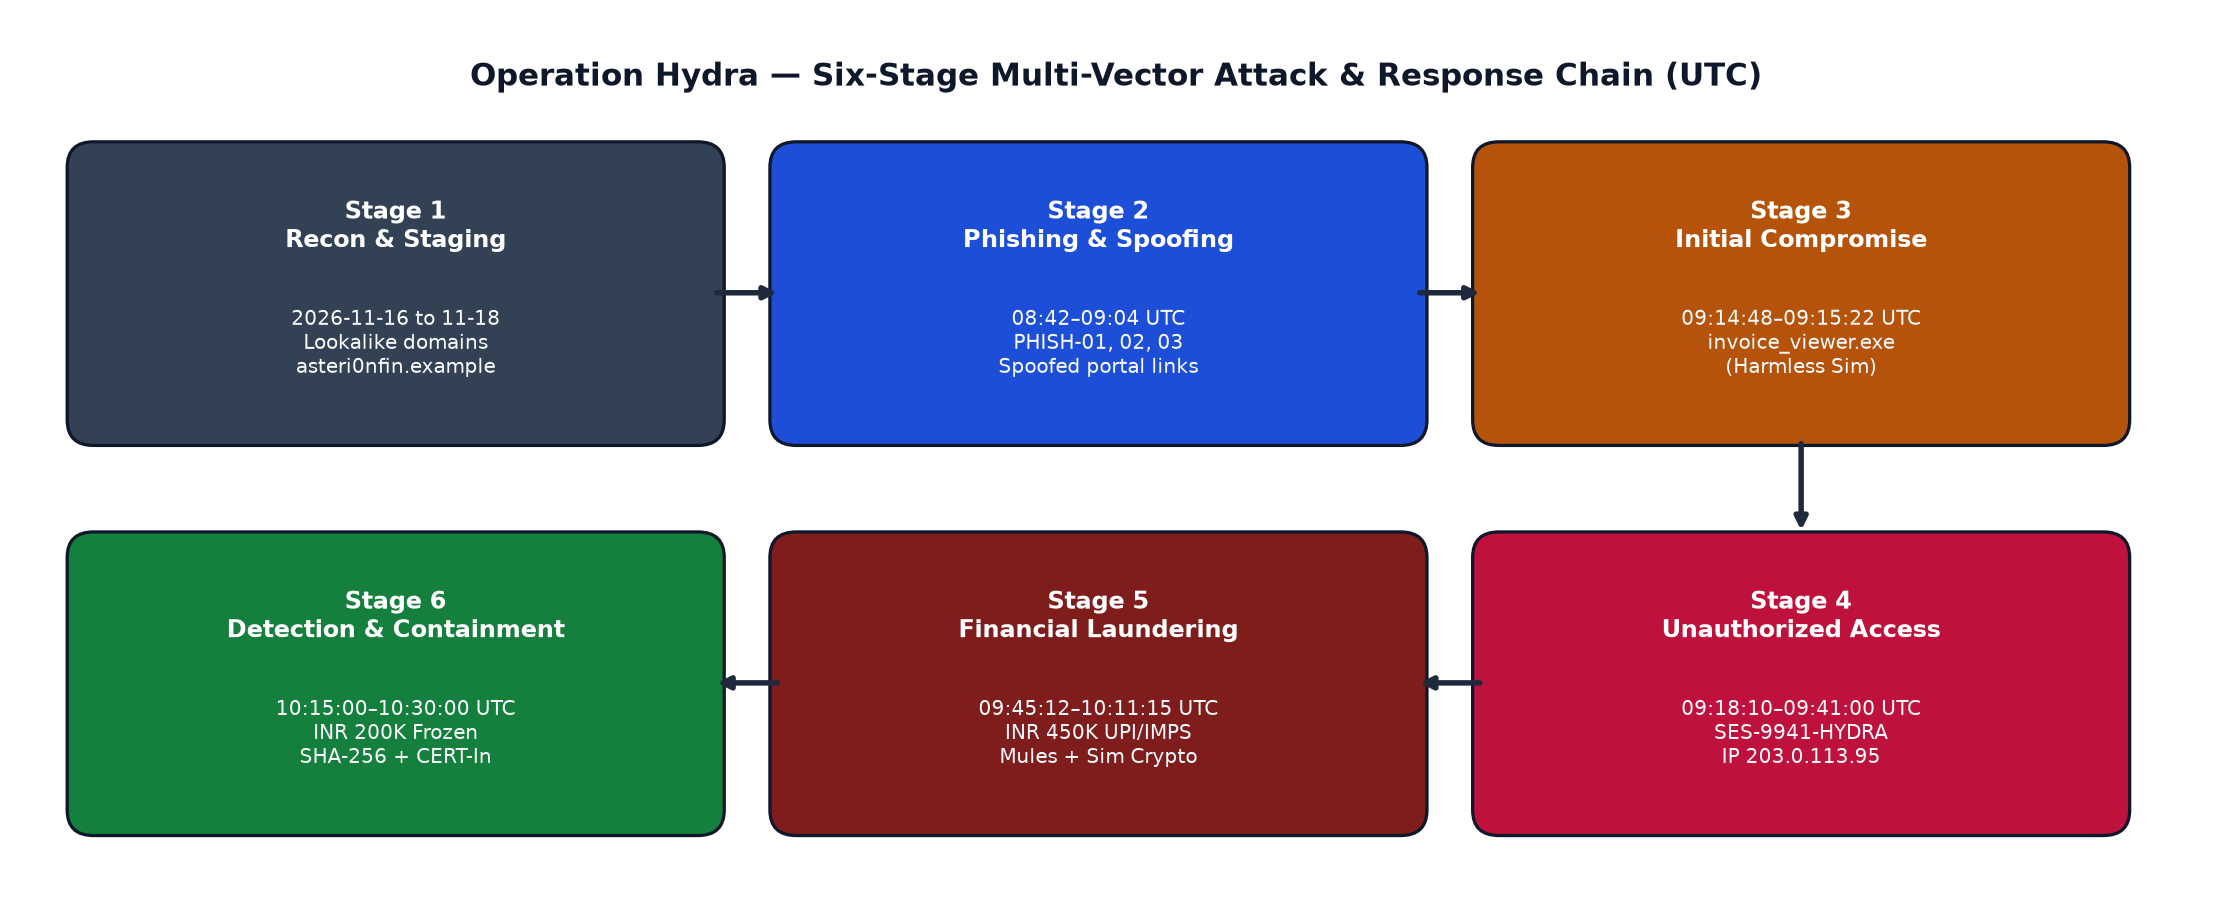 Operation Hydra — Six-Stage Multi-Vector Attack & Response Chain (UTC)
Stage 1
Recon & Staging
2026-11-16 to 11-18
Lookalike domains
asteri0nfin.example
Stage 2
Phishing & Spoofing
08:42–09:04 UTC
PHISH-01, 02, 03
Spoofed portal links
Stage 3
Initial Compromise
09:14:48–09:15:22 UTC
invoice_viewer.exe
(Harmless Sim)
Stage 4
Unauthorized Access
09:18:10–09:41:00 UTC
SES-9941-HYDRA
IP 203.0.113.95
Stage 5
Financial Laundering
09:45:12–10:11:15 UTC
INR 450K UPI/IMPS
Mules + Sim Crypto
Stage 6
Detection & Containment
10:15:00–10:30:00 UTC
INR 200K Frozen
SHA-256 + CERT-In